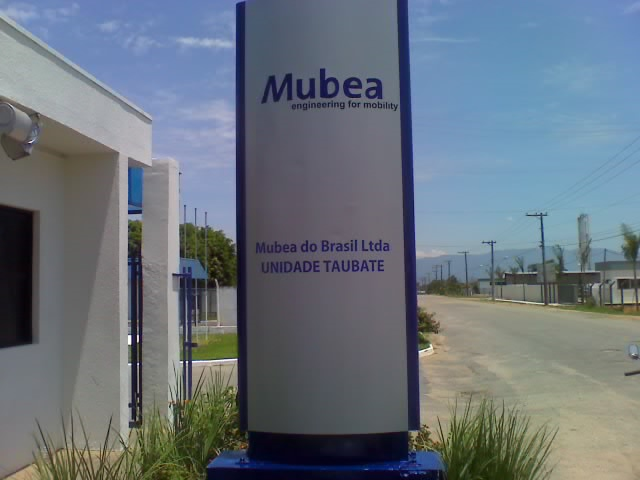 Mubea
engineering for mobility
Mubea do Brasil Ltda
UNIDADE TAUBATE